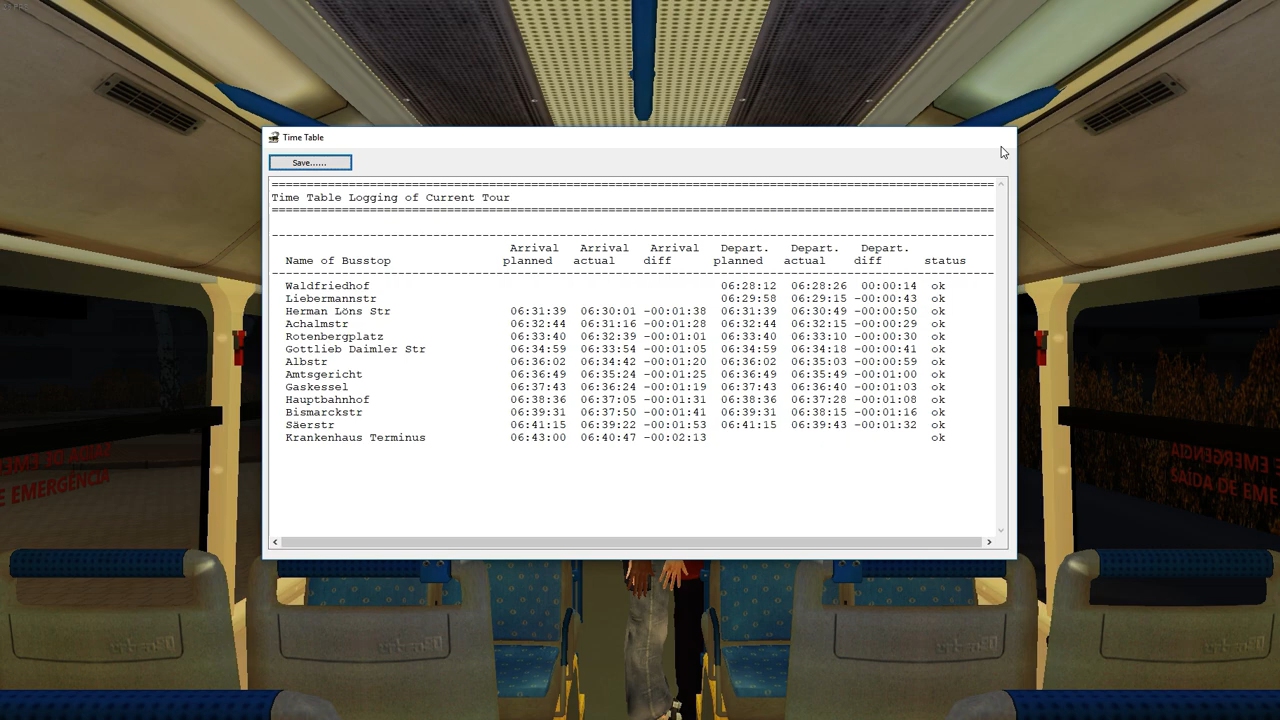 Time Table
Save......
================================================================================
Time Table Logging of Current Tour
================================================================================
--------------------------------------------------------------------------------
Arrival Arrival Arrival Depart. Depart. Depart.
Name of Busstop planned actual diff planned actual diff status
--------------------------------------------------------------------------------
Waldfriedhof 06:28:12 06:28:26 00:00:14 ok
Liebermannstr 06:29:58 06:29:15 -00:00:43 ok
Herman Löns Str 06:31:39 06:30:01 -00:01:38 06:31:39 06:30:49 -00:00:50 ok
Achalmstr 06:32:44 06:31:16 -00:01:28 06:32:44 06:32:15 -00:00:29 ok
Rotenbergplatz 06:33:40 06:32:39 -00:01:01 06:33:40 06:33:10 -00:00:30 ok
Gottlieb Daimler Str 06:34:59 06:33:54 -00:01:05 06:34:59 06:34:18 -00:00:41 ok
Albstr 06:36:02 06:34:42 -00:01:20 06:36:02 06:35:03 -00:00:59 ok
Amtsgericht 06:36:49 06:35:24 -00:01:25 06:36:49 06:35:49 -00:01:00 ok
Gaskessel 06:37:43 06:36:24 -00:01:19 06:37:43 06:36:40 -00:01:03 ok
Hauptbahnhof 06:38:36 06:37:05 -00:01:31 06:38:36 06:37:28 -00:01:08 ok
Bismarckstr 06:39:31 06:37:50 -00:01:41 06:39:31 06:38:15 -00:01:16 ok
Säerstr 06:41:15 06:39:22 -00:01:53 06:41:15 06:39:43 -00:01:32 ok
Krankenhaus Terminus 06:43:00 06:40:47 -00:02:13 ok
SAIDA DE EME
E EMERGÊNCIA
E EMERGÊNCIA
SAIDA DE EME